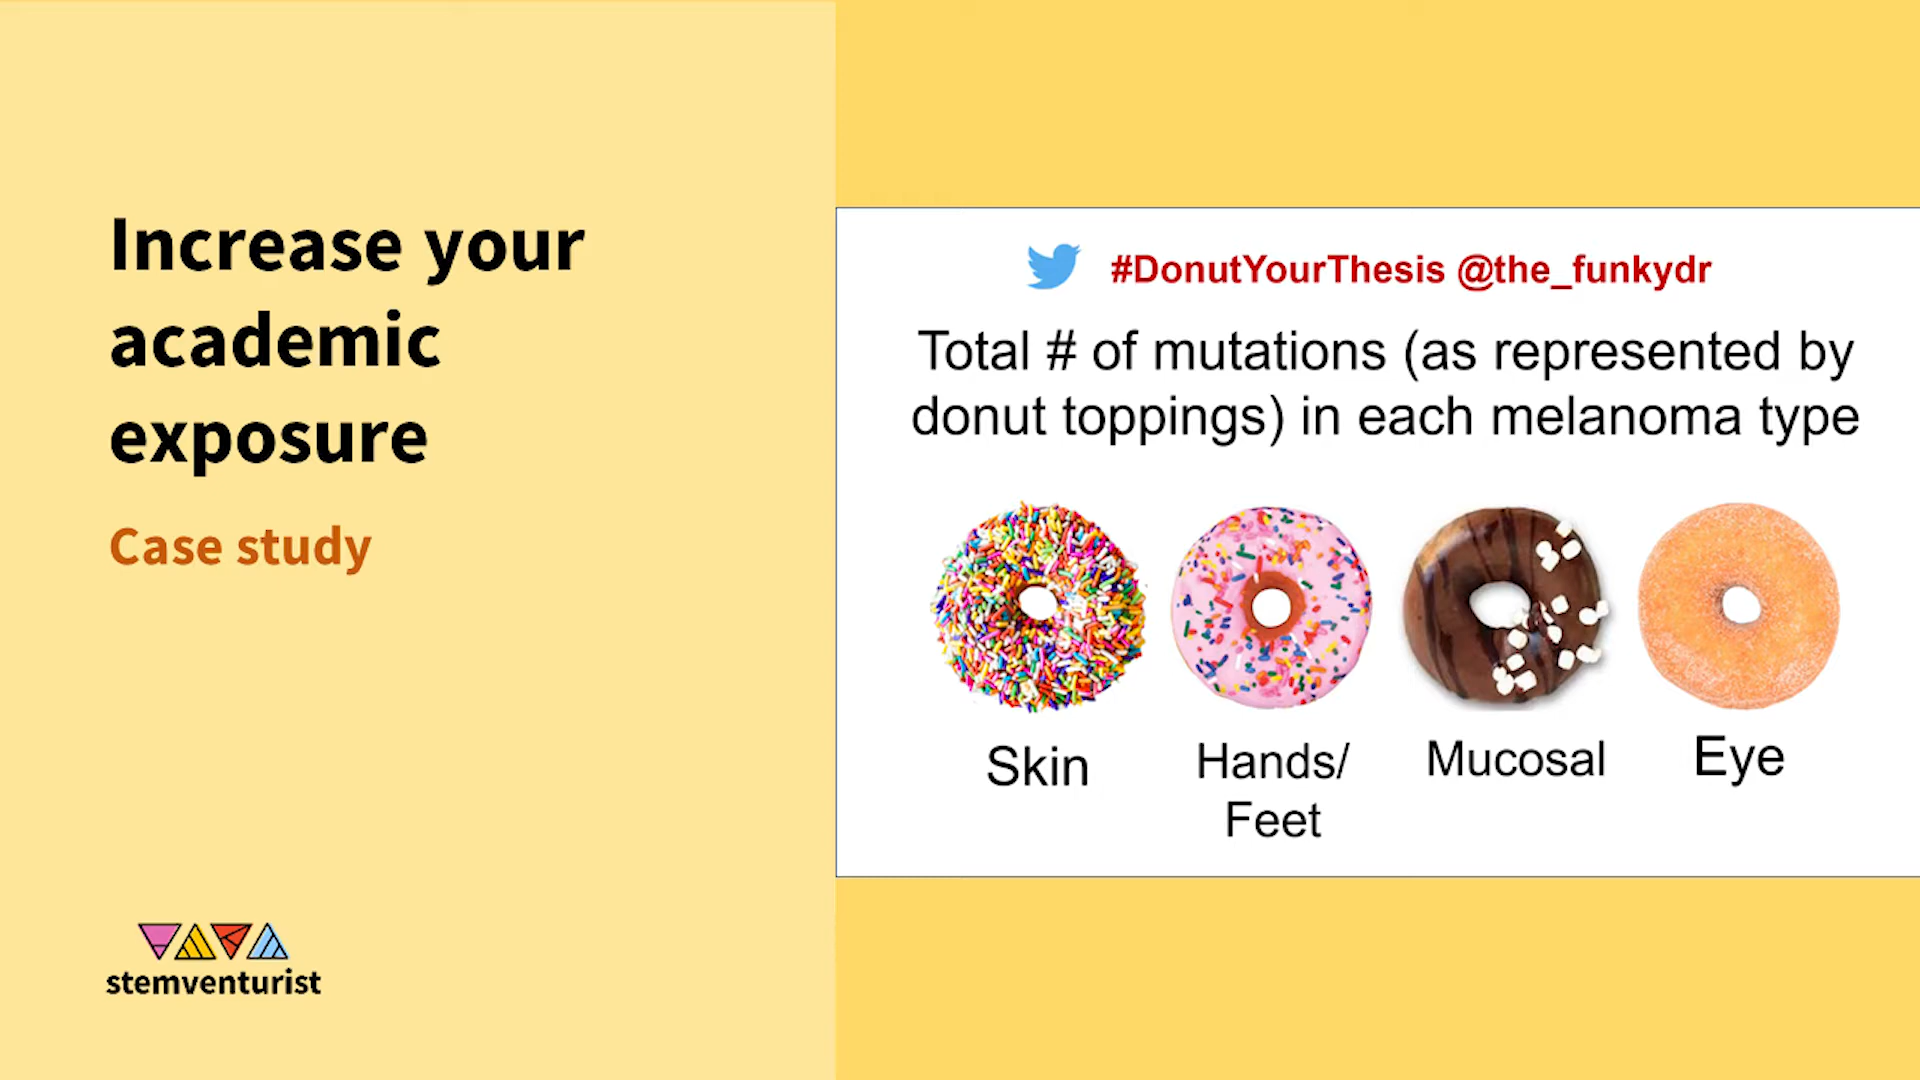 Increase your
academic
exposure
Case study
stemventurist
#DonutYourThesis @the_funkydr
Total # of mutations (as represented by
donut toppings) in each melanoma type
Skin
Hands/
Feet
Mucosal
Eye